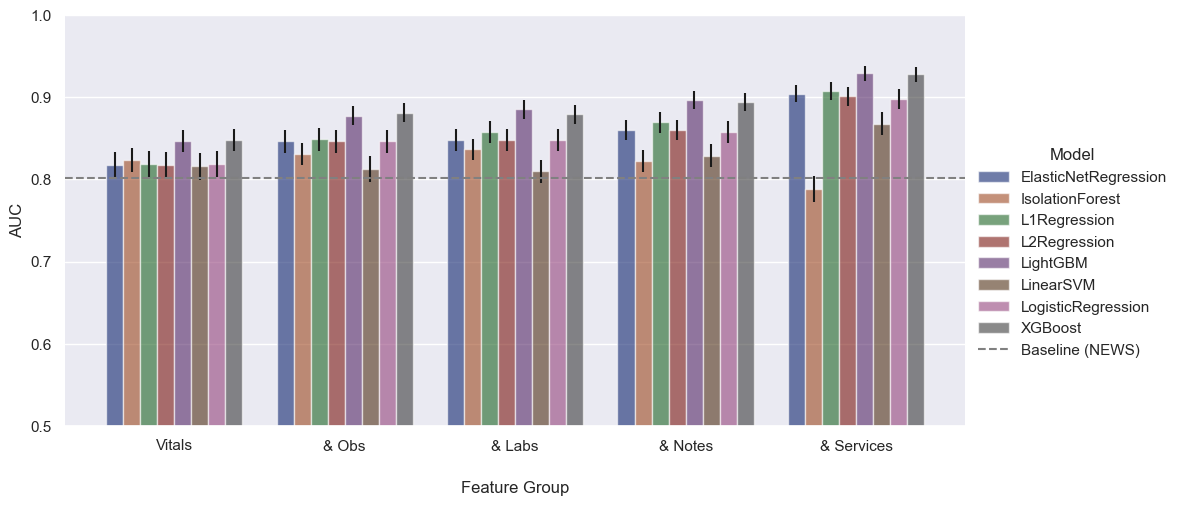 1.0
0.9
0.8
0.7
0.6
0.5
AUC
Vitals
& Obs
& Labs
& Notes
& Services
Feature Group
Model
ElasticNetRegression
IsolationForest
L1Regression
L2Regression
LightGBM
LinearSVM
LogisticRegression
XGBoost
Baseline (NEWS)